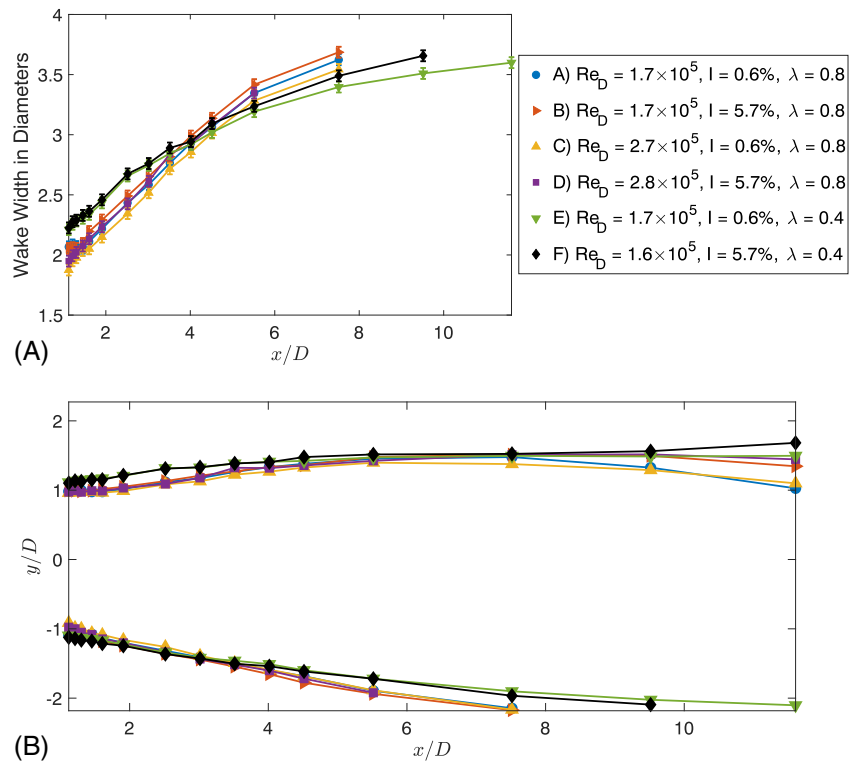 4
3.5
3
2.5
2
1.5
Wake Width in Diameters
2 4 6 8 10
x/D
(A)
A) Re_D = 1.7×10^5, I = 0.6%, λ = 0.8
B) Re_D = 1.7×10^5, I = 5.7%, λ = 0.8
C) Re_D = 2.7×10^5, I = 0.6%, λ = 0.8
D) Re_D = 2.8×10^5, I = 5.7%, λ = 0.8
E) Re_D = 1.7×10^5, I = 0.6%, λ = 0.4
F) Re_D = 1.6×10^5, I = 5.7%, λ = 0.4
2
1
0
-1
-2
y/D
2 4 6 8 10
x/D
(B)